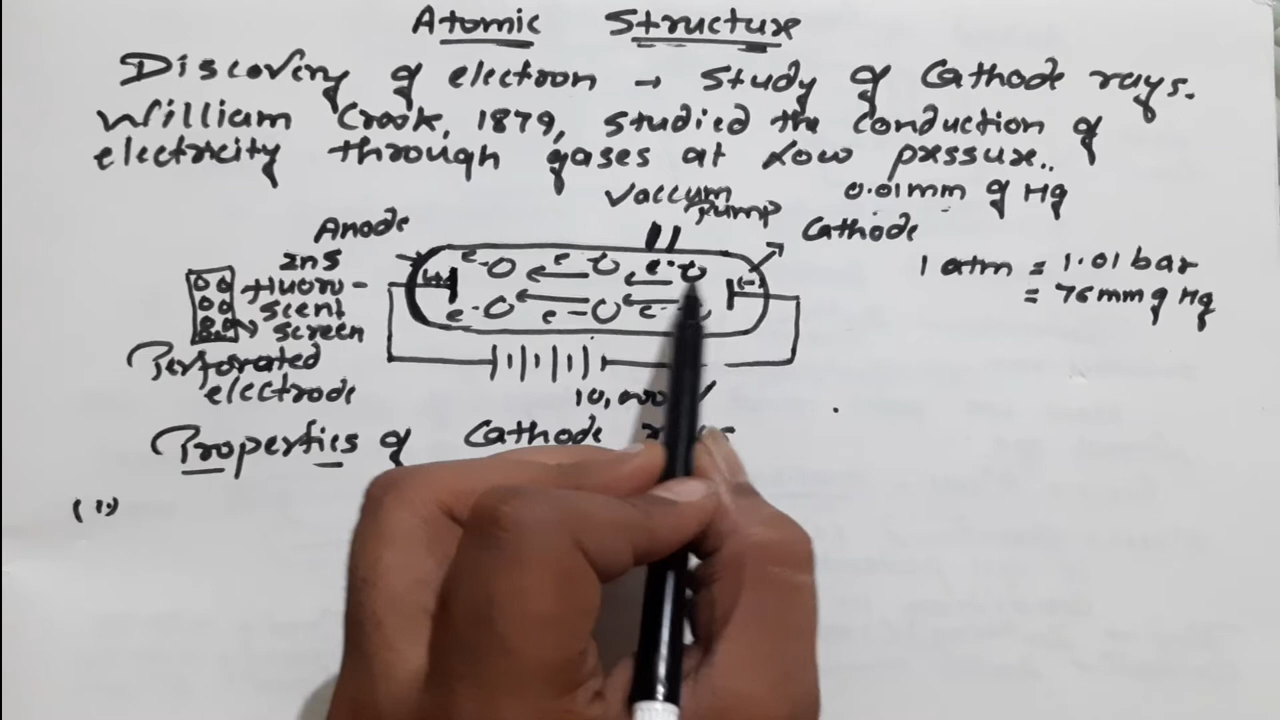 Atomic Structure
Discovery of electron → Study of Cathode rays.
William Crook, 1879, studied the conduction of
electricity through gases at Low pressure..
0.01mm of Hg
Vaccum
Pump
Anode
Cathode
ZnS
Fluoro-
scent
screen
1 atm = 1.01 bar
= 76mm of Hg
e-
e-
e-
e-
e-
e-
(-)
Perforated
electrode
Properties of Cathode
(1)